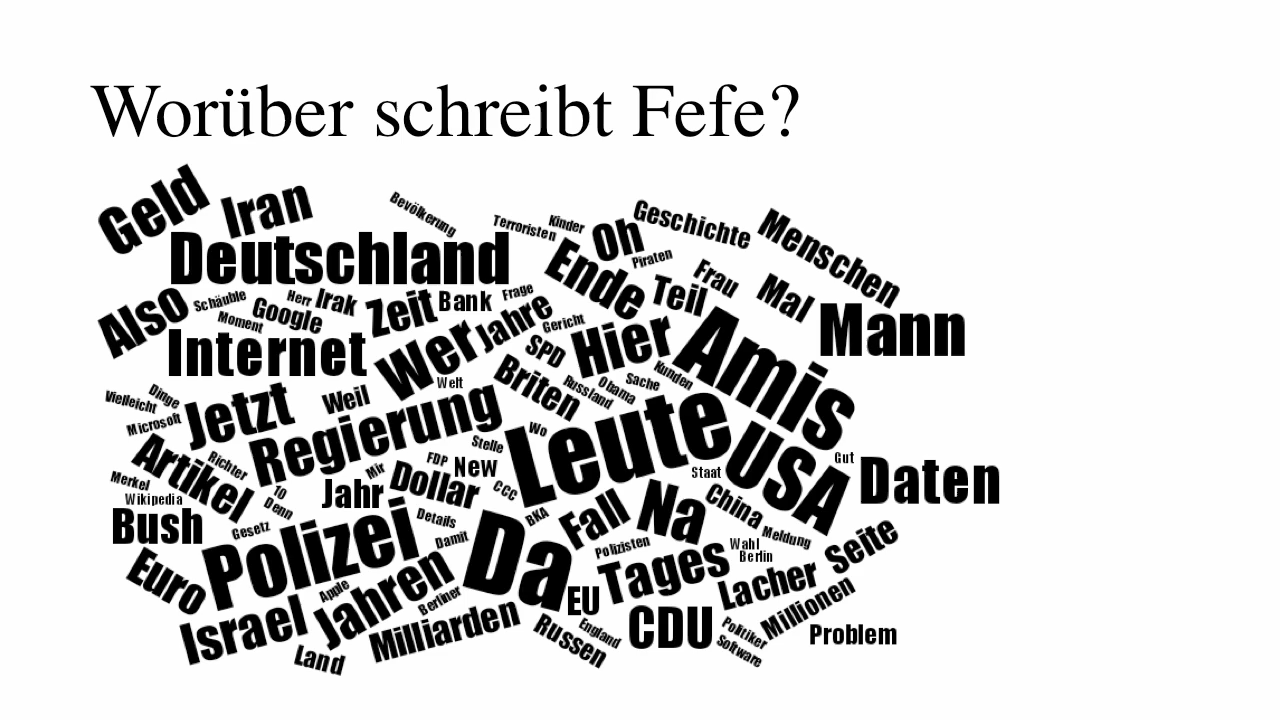 Worüber schreibt Fefe?
Geld
Iran
Bevölkerung
Terroristen
Kinder
Oh
Geschichte
Menschen
Deutschland
Piraten
Ende
Frau
Teil
Mal
Also
Schäuble
Herr
Irak
Zeit
Bank
Frage
Moment
Google
Jahre
Gericht
Hier
Mann
Internet
Wer
SPD
Amis
Welt
Briten
Russland
Obama
Sache
Kunden
Vielleicht
Dinge
Microsoft
Jetzt
Weil
Regierung
Wo
Leute
Stelle
Artikel
Richter
Mir
FDP
New
Staat
USA
Gut
Daten
Merkel
Wikipedia
10
Denn
Jahr
Dollar
CCC
China
Bush
Gesetz
Polizei
Details
Damit
Da
BKA
Fall
Na
Meldung
Polizisten
Wahl
Berlin
Seite
Euro
Apple
Jahren
Berliner
EU
Tages
Lacher
Millionen
Israel
Milliarden
Russen
England
CDU
Politiker
Software
Problem
Land